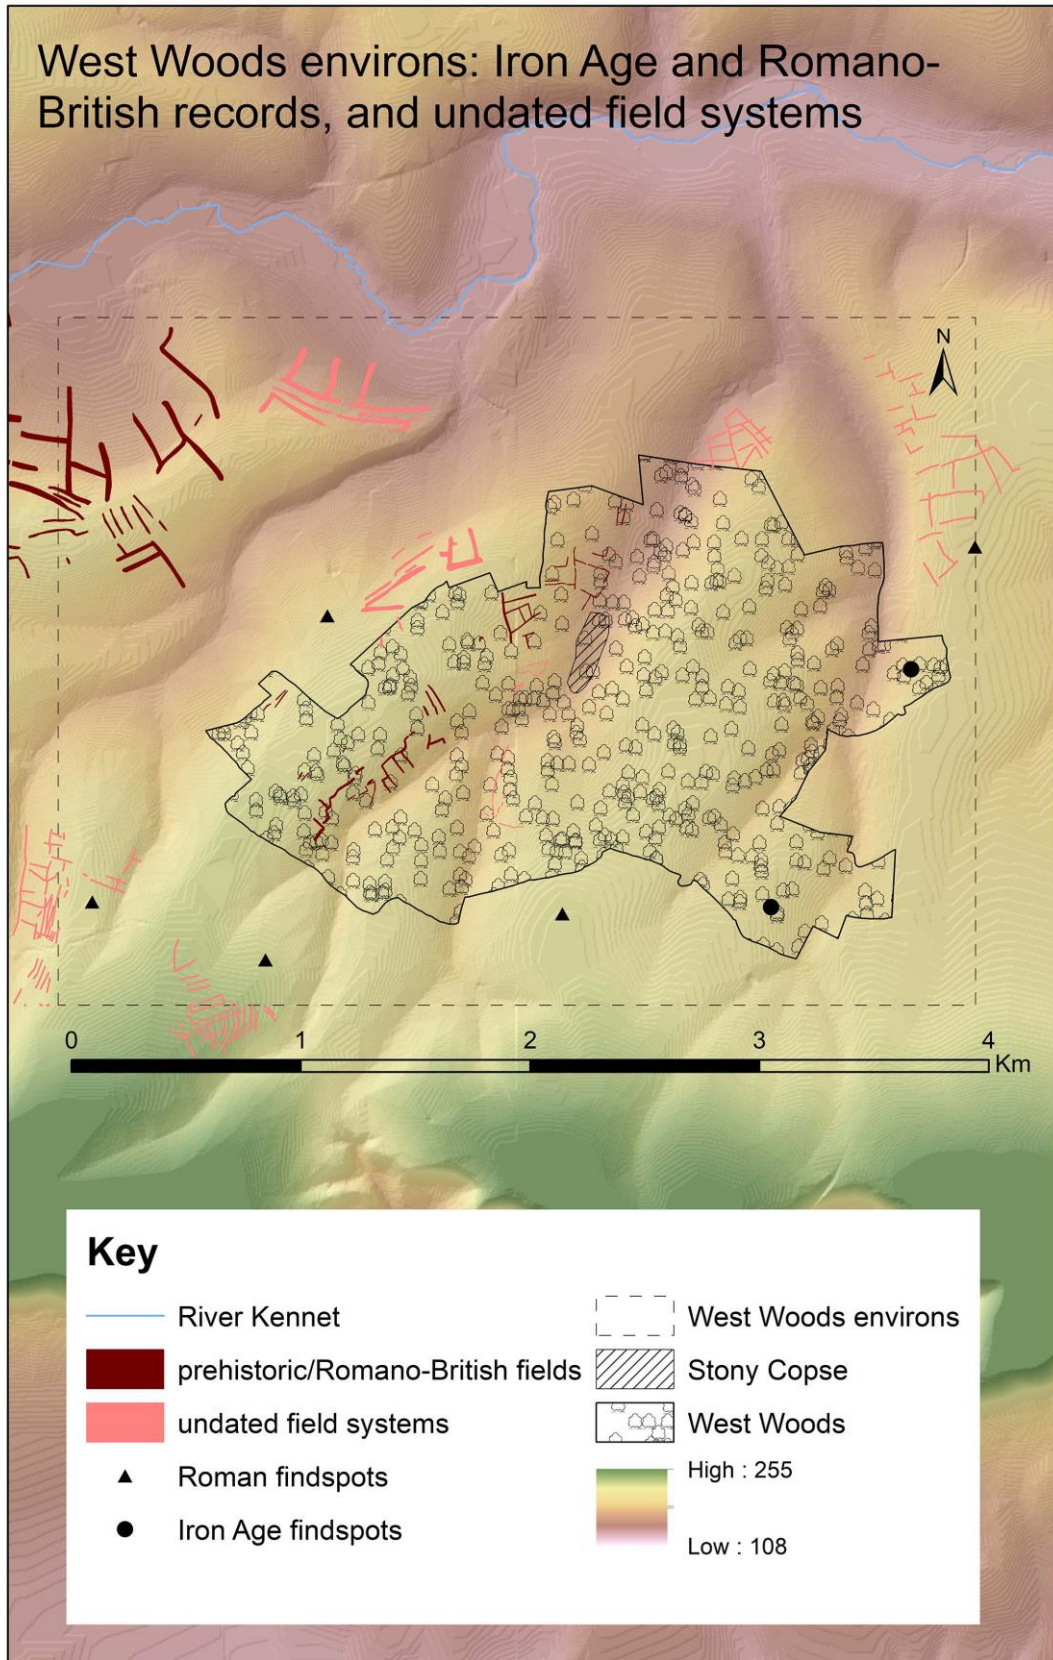 West Woods environs: Iron Age and Romano-
British records, and undated field systems
N
0 1 2 3 4
Km
Key
River Kennet
prehistoric/Romano-British fields
undated field systems
Roman findspots
Iron Age findspots
West Woods environs
Stony Copse
West Woods
High : 255
Low : 108